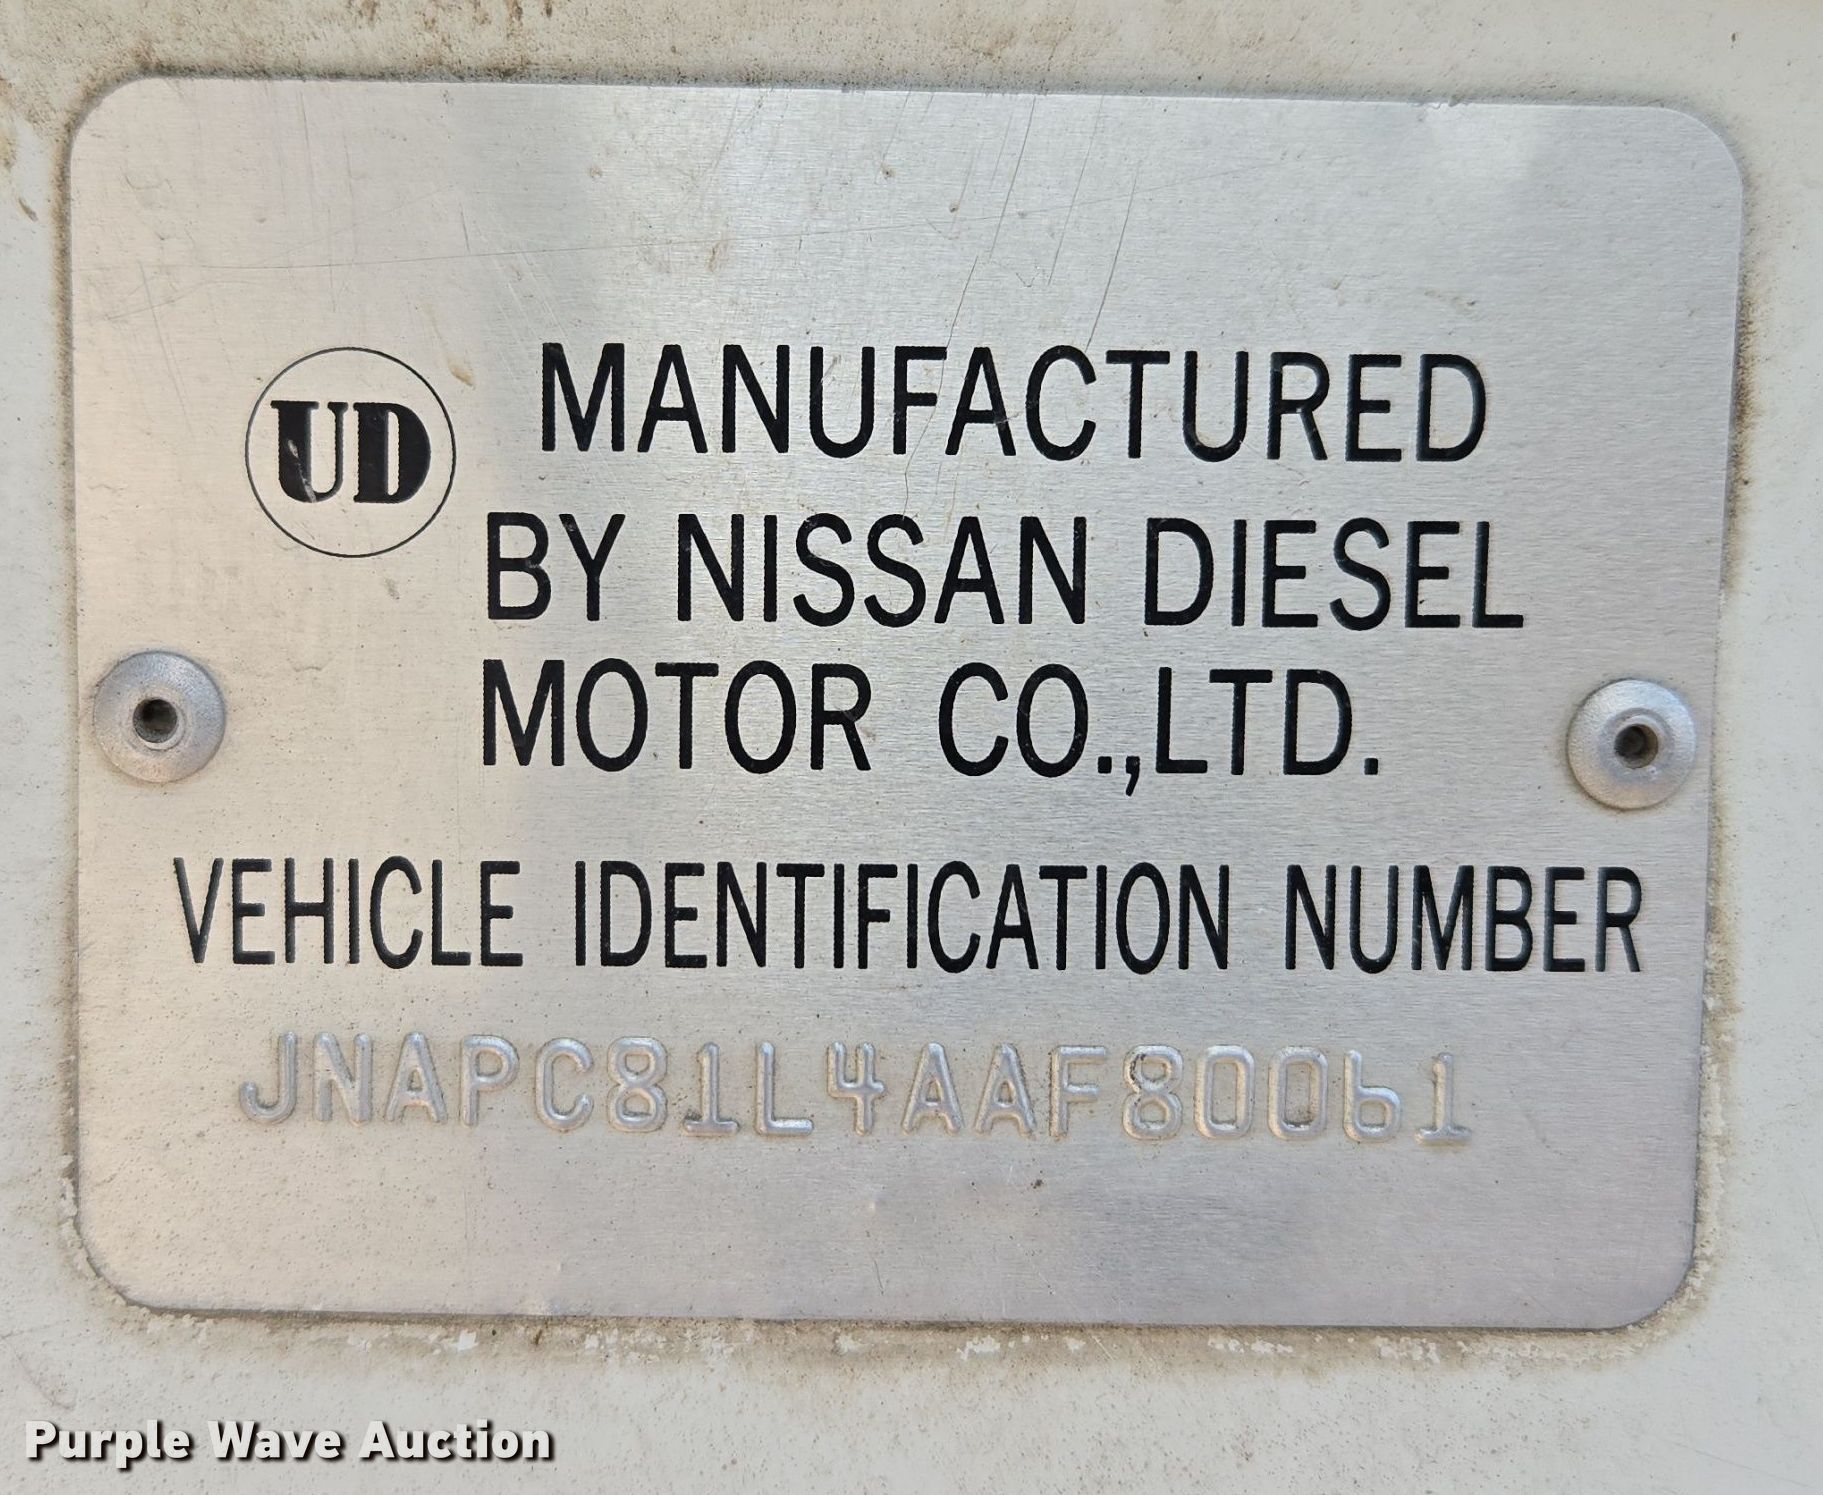 UD MANUFACTURED
BY NISSAN DIESEL
MOTOR CO.,LTD.
VEHICLE IDENTIFICATION NUMBER
JNAPC81L4AAF80061
Purple Wave Auction